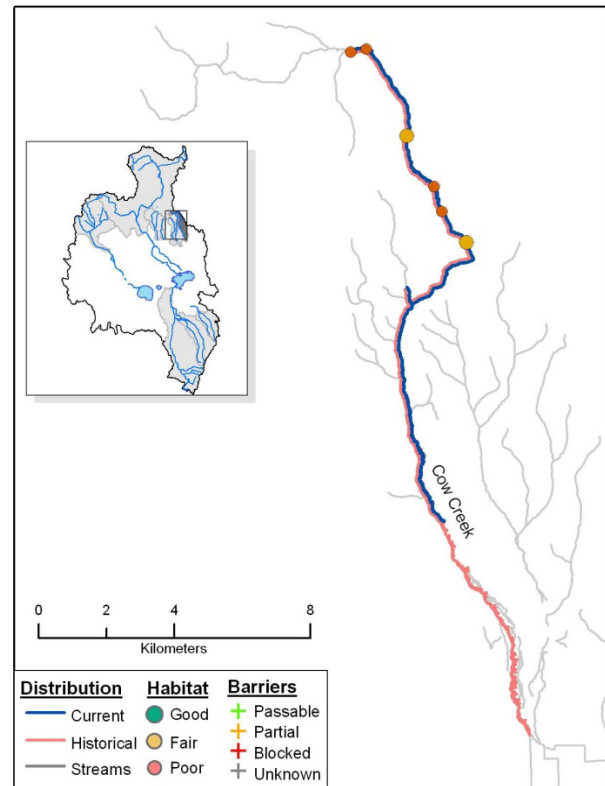 Cow Creek
0 2 4 8
Kilometers
Distribution
Current
Historical
Streams
Habitat
Good
Fair
Poor
Barriers
Passable
Partial
Blocked
Unknown